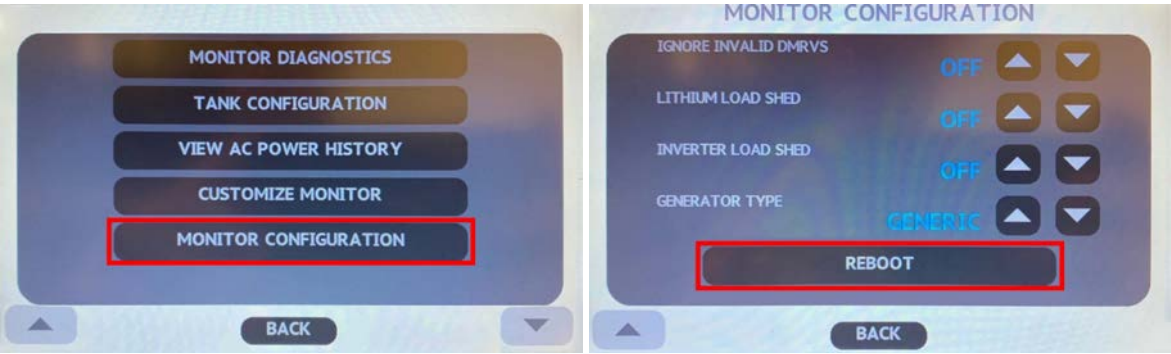 MONITOR DIAGNOSTICS
TANK CONFIGURATION
VIEW AC POWER HISTORY
CUSTOMIZE MONITOR
MONITOR CONFIGURATION
BACK
MONITOR CONFIGURATION
IGNORE INVALID DMRVS
OFF
LITHIUM LOAD SHED
OFF
INVERTER LOAD SHED
OFF
GENERATOR TYPE
GENERIC
REBOOT
BACK